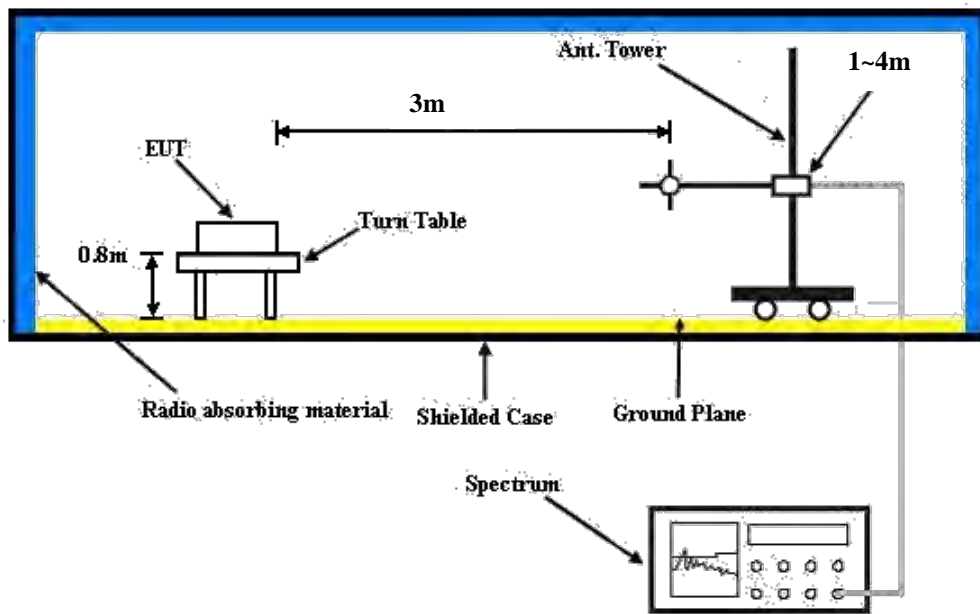 Ant. Tower
1~4m
3m
EUT
Turn Table
0.8m
Radio absorbing material
Shielded Case
Ground Plane
Spectrum